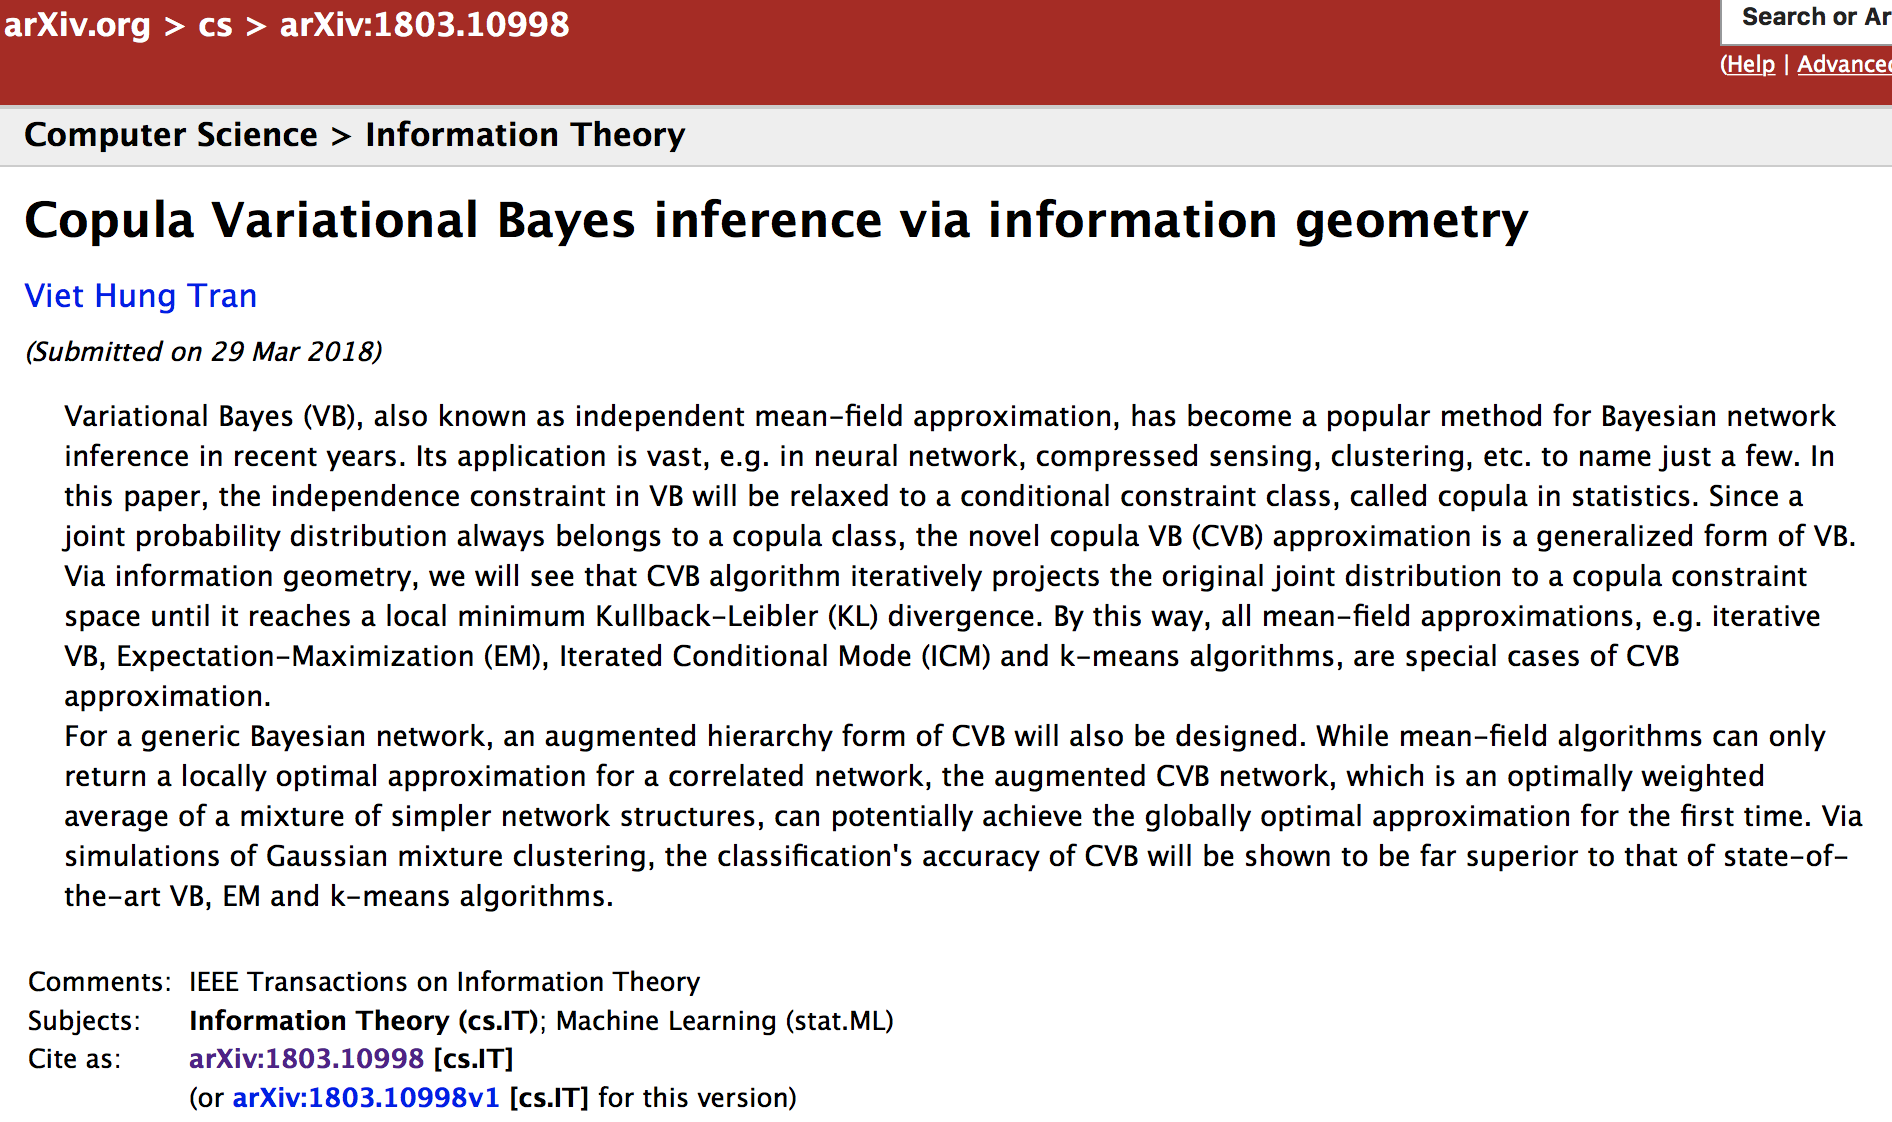 arXiv.org > cs > arXiv:1803.10998
Search or Ar
(Help | Advanced
Computer Science > Information Theory
Copula Variational Bayes inference via information geometry
Viet Hung Tran
(Submitted on 29 Mar 2018)
Variational Bayes (VB), also known as independent mean-field approximation, has become a popular method for Bayesian network
inference in recent years. Its application is vast, e.g. in neural network, compressed sensing, clustering, etc. to name just a few. In
this paper, the independence constraint in VB will be relaxed to a conditional constraint class, called copula in statistics. Since a
joint probability distribution always belongs to a copula class, the novel copula VB (CVB) approximation is a generalized form of VB.
Via information geometry, we will see that CVB algorithm iteratively projects the original joint distribution to a copula constraint
space until it reaches a local minimum Kullback-Leibler (KL) divergence. By this way, all mean-field approximations, e.g. iterative
VB, Expectation-Maximization (EM), Iterated Conditional Mode (ICM) and k-means algorithms, are special cases of CVB
approximation.
For a generic Bayesian network, an augmented hierarchy form of CVB will also be designed. While mean-field algorithms can only
return a locally optimal approximation for a correlated network, the augmented CVB network, which is an optimally weighted
average of a mixture of simpler network structures, can potentially achieve the globally optimal approximation for the first time. Via
simulations of Gaussian mixture clustering, the classification's accuracy of CVB will be shown to be far superior to that of state-of-
the-art VB, EM and k-means algorithms.
Comments: IEEE Transactions on Information Theory
Subjects: Information Theory (cs.IT); Machine Learning (stat.ML)
Cite as: arXiv:1803.10998 [cs.IT]
(or arXiv:1803.10998v1 [cs.IT] for this version)